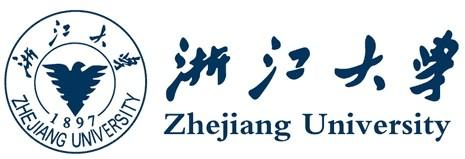 浙江大学
1897
ZHEJIANG UNIVERSITY
浙江大学
Zhejiang University